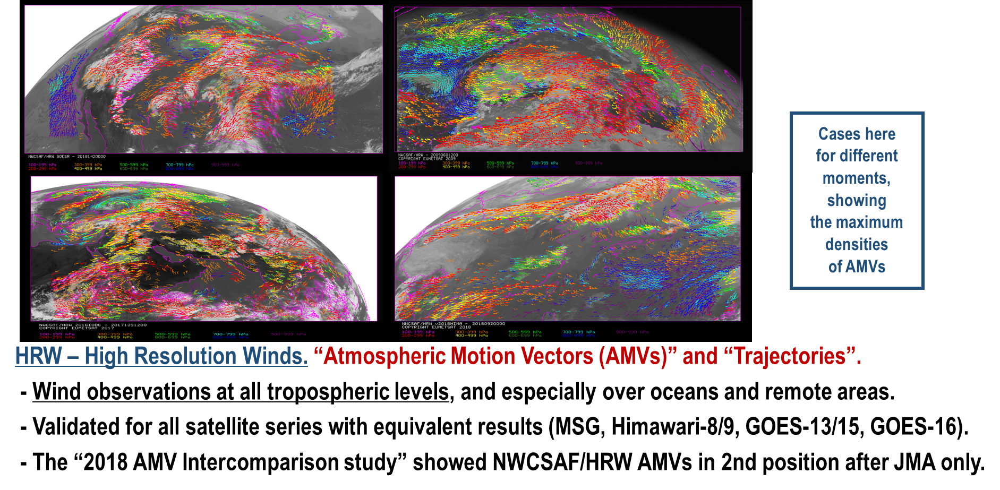 NWCSAF/HRW GOESR - 20181420000
100-199 hPa 300-399 hPa 500-599 hPa 700-799 hPa 900-999 hPa
200-299 hPa 400-499 hPa 600-699 hPa 800-899 hPa
NWCSAF/HRW - 20093601200
COPYRIGHT EUMETSAT 2009
100-199 hPa 300-399 hPa 500-599 hPa 700-799 hPa 900-999 hPa
200-299 hPa 400-499 hPa 600-699 hPa 800-899 hPa
NWCSAF/HRW 2016IODC - 20171391200
COPYRIGHT EUMETSAT 2017
100-199 hPa 300-399 hPa 500-599 hPa 700-799 hPa 900-999 hPa
200-299 hPa 400-499 hPa 600-699 hPa 800-899 hPa
NWCSAF/HRW v2018HIMA - 20180920000
COPYRIGHT EUMETSAT 2018
100-199 hPa 300-399 hPa 500-599 hPa 700-799 hPa 900-999 hPa
200-299 hPa 400-499 hPa 600-699 hPa 800-899 hPa
Cases here
for different
moments,
showing
the maximum
densities
of AMVs
HRW – High Resolution Winds. “Atmospheric Motion Vectors (AMVs)” and “Trajectories”.
- Wind observations at all tropospheric levels, and especially over oceans and remote areas.
- Validated for all satellite series with equivalent results (MSG, Himawari-8/9, GOES-13/15, GOES-16).
- The “2018 AMV Intercomparison study” showed NWCSAF/HRW AMVs in 2nd position after JMA only.